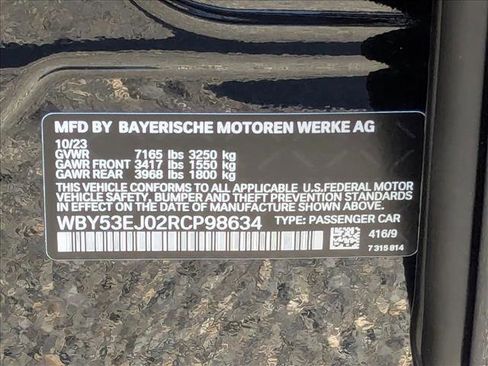 MFD BY BAYERISCHE MOTOREN WERKE AG
10/23
GVWR 7165 lbs 3250 kg
GAWR FRONT 3417 lbs 1550 kg
GAWR REAR 3968 lbs 1800 kg
THIS VEHICLE CONFORMS TO ALL APPLICABLE U.S.FEDERAL MOTOR
VEHICLE SAFETY, BUMPER AND THEFT PREVENTION STANDARDS
IN EFFECT ON THE DATE OF MANUFACTURE SHOWN ABOVE.
WBY53EJ02RCP98634 TYPE: PASSENGER CAR
416/9
7 315 814